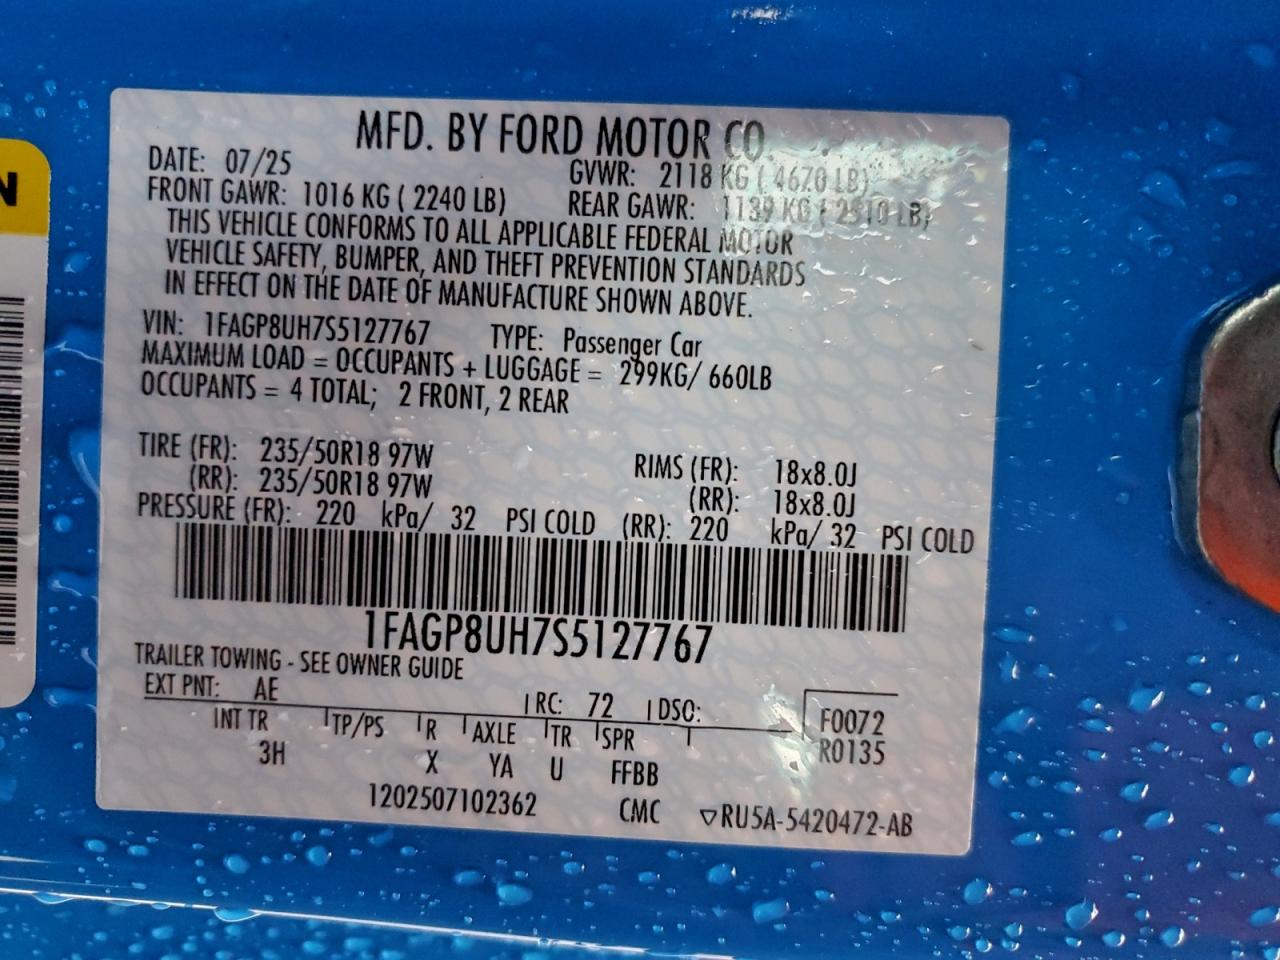 N
MFD. BY FORD MOTOR CO.
DATE: 07/25 GVWR: 2118 KG ( 4670 LB)
FRONT GAWR: 1016 KG ( 2240 LB) REAR GAWR: 1139 KG ( 2510 LB)
THIS VEHICLE CONFORMS TO ALL APPLICABLE FEDERAL MOTOR
VEHICLE SAFETY, BUMPER, AND THEFT PREVENTION STANDARDS
IN EFFECT ON THE DATE OF MANUFACTURE SHOWN ABOVE.
VIN: 1FAGP8UH7S5127767 TYPE: Passenger Car
MAXIMUM LOAD = OCCUPANTS + LUGGAGE = 299KG/ 660LB
OCCUPANTS = 4 TOTAL; 2 FRONT, 2 REAR
TIRE (FR): 235/50R18 97W RIMS (FR): 18x8.0J
(RR): 235/50R18 97W (RR): 18x8.0J
PRESSURE (FR): 220 kPa/ 32 PSI COLD (RR): 220 kPa/ 32 PSI COLD
1FAGP8UH7S5127767
TRAILER TOWING - SEE OWNER GUIDE
EXT PNT: AE RC: 72 DSO:
INT TR TP/PS R AXLE TR SPR F0072
3H X YA U FFBB R0135
1202507102362 CMC ▽RU5A-5420472-AB